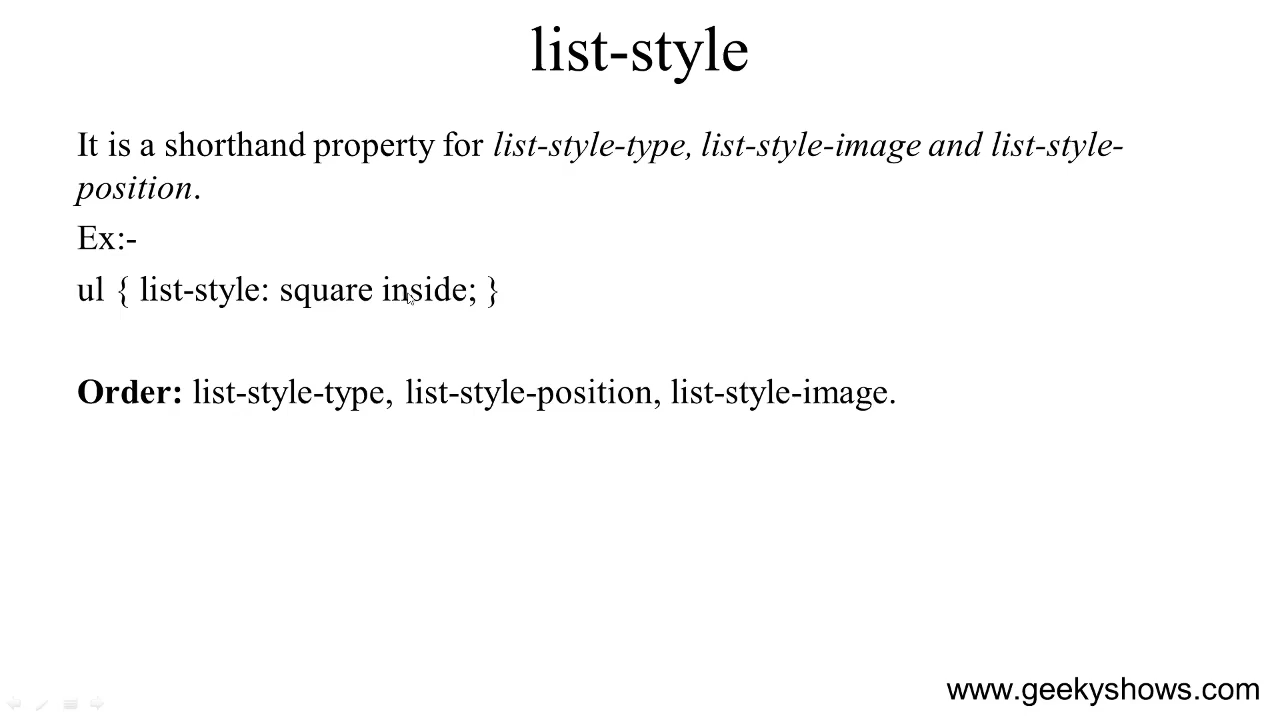 list-style
It is a shorthand property for list-style-type, list-style-image and list-style-
position.
Ex:-
ul { list-style: square inside; }
Order: list-style-type, list-style-position, list-style-image.
www.geekyshows.com